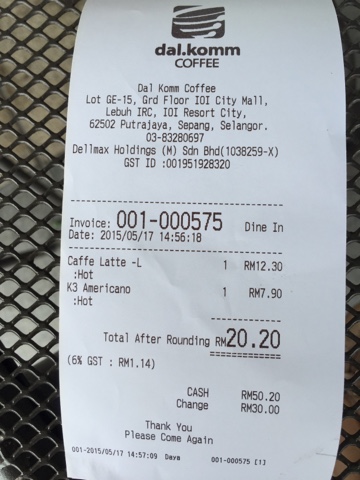 dal.komm
COFFEE
Dal Komm Coffee
Lot GE-15, Grd Floor IOI City Mall,
Lebuh IRC, IOI Resort City,
62502 Putrajaya, Sepang, Selangor.
03-83280697
Dellmax Holdings (M) Sdn Bhd(1038259-X)
GST ID :001951928320
Invoice: 001-000575 Dine In
Date: 2015/05/17 14:56:18
Caffe Latte -L 1 RM12.30
:Hot
K3 Americano 1 RM7.90
:Hot
Total After Rounding RM20.20
(6% GST : RM1.14)
CASH RM50.20
Change RM30.00
Thank You
Please Come Again
001-2015/05/17 14:57:09 Dave 001-000575 [1]